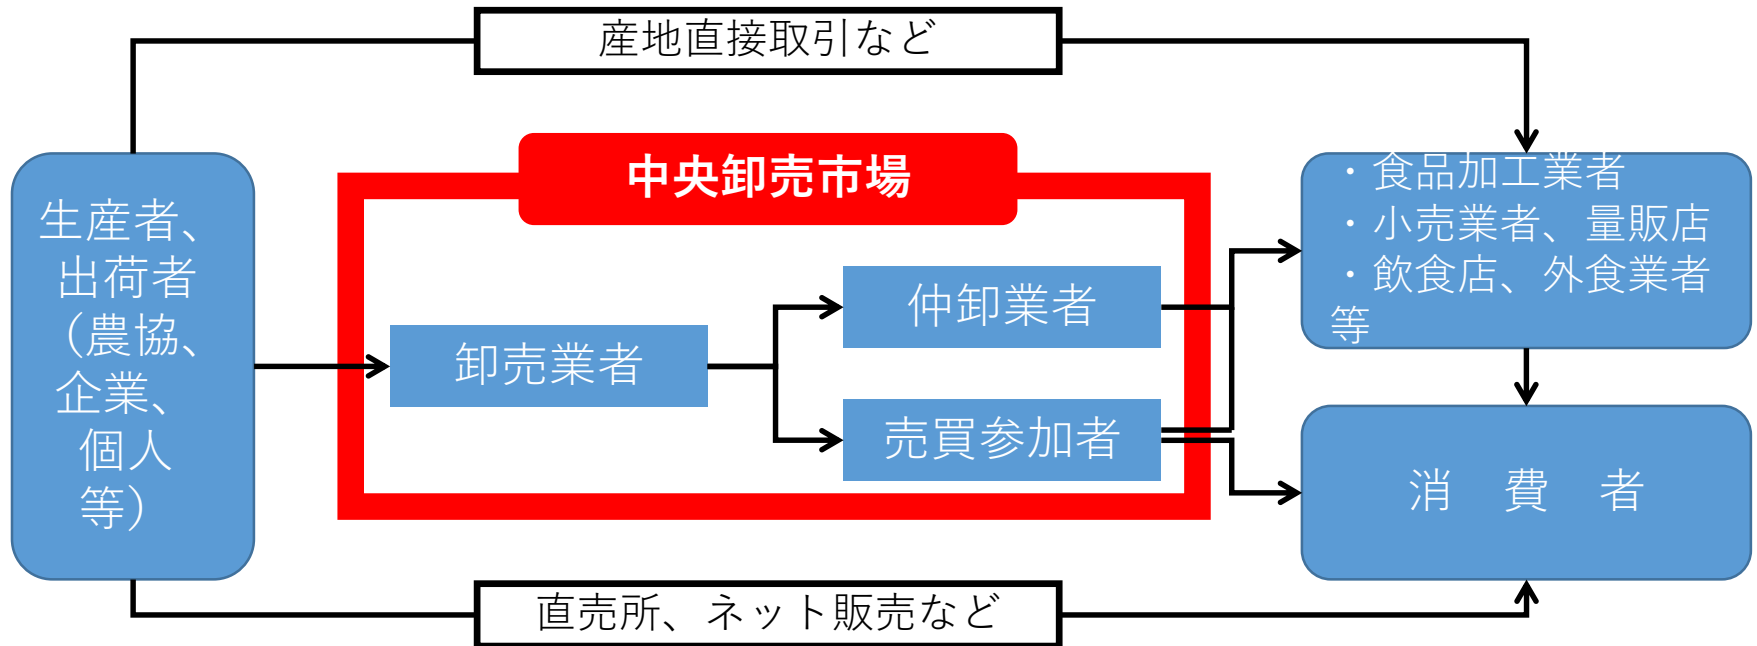 産地直接取引など
中央卸売市場
生産者、
出荷者
（農協、
企業、
個人
等）
卸売業者
仲卸業者
売買参加者
・食品加工業者
・小売業者、量販店
・飲食店、外食業者
等
消　費　者
直売所、ネット販売など